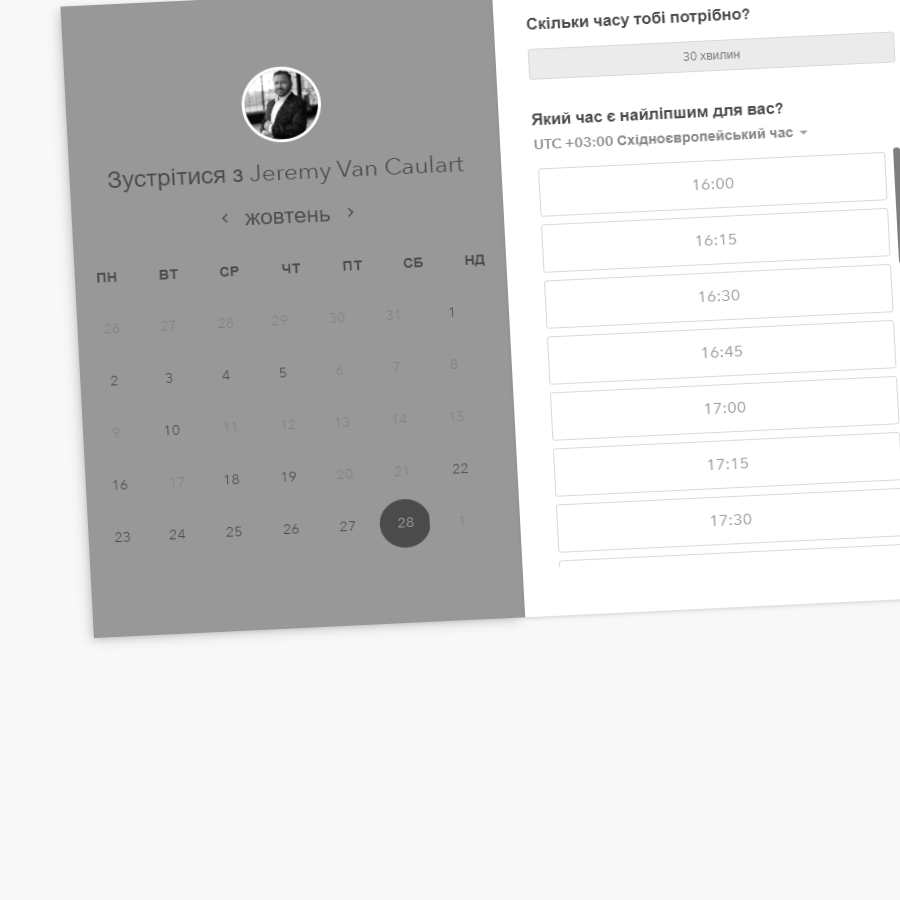 Зустрітися з Jeremy Van Caulart
‹ жовтень ›
ПН ВТ СР ЧТ ПТ СБ НД
26 27 28 29 30 31 1
2 3 4 5 6 7 8
9 10 11 12 13 14 15
16 17 18 19 20 21 22
23 24 25 26 27 28 1
Скільки часу тобі потрібно?
30 хвилин
Який час є найліпшим для вас?
UTC +03:00 Східноєвропейський час
16:00
16:15
16:30
16:45
17:00
17:15
17:30